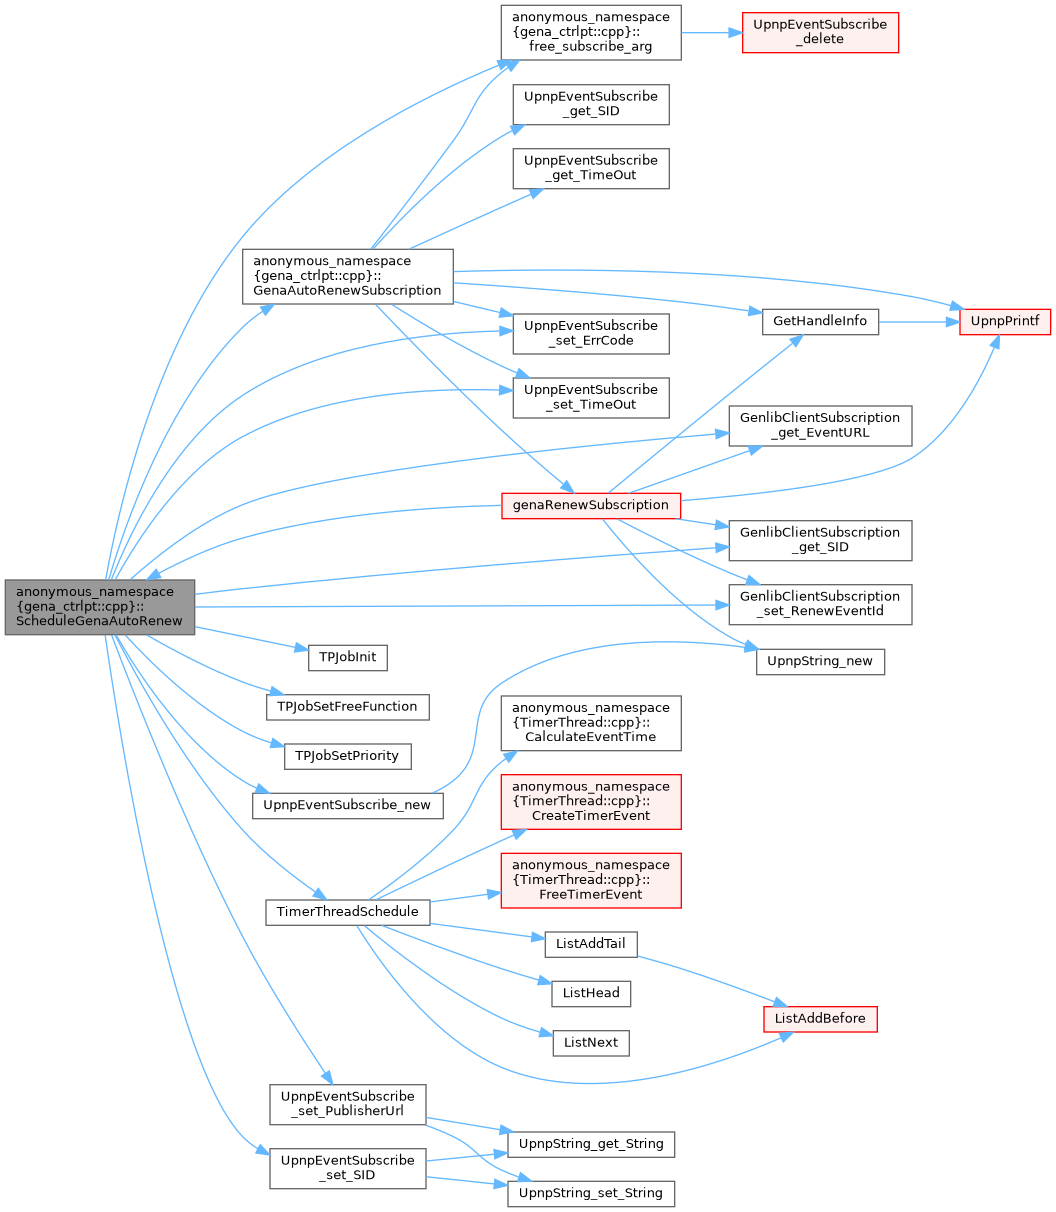 anonymous_namespace
{gena_ctrlpt::cpp}::
free_subscribe_arg
UpnpEventSubscribe
_delete
UpnpEventSubscribe
_get_SID
UpnpEventSubscribe
_get_TimeOut
anonymous_namespace
{gena_ctrlpt::cpp}::
GenaAutoRenewSubscription
UpnpEventSubscribe
_set_ErrCode
GetHandleInfo
UpnpPrintf
UpnpEventSubscribe
_set_TimeOut
GenlibClientSubscription
_get_EventURL
genaRenewSubscription
GenlibClientSubscription
_get_SID
anonymous_namespace
{gena_ctrlpt::cpp}::
ScheduleGenaAutoRenew
GenlibClientSubscription
_set_RenewEventId
TPJobInit
UpnpString_new
TPJobSetFreeFunction
anonymous_namespace
{TimerThread::cpp}::
CalculateEventTime
TPJobSetPriority
UpnpEventSubscribe_new
anonymous_namespace
{TimerThread::cpp}::
CreateTimerEvent
anonymous_namespace
{TimerThread::cpp}::
FreeTimerEvent
TimerThreadSchedule
ListAddTail
ListHead
ListAddBefore
ListNext
UpnpEventSubscribe
_set_PublisherUrl
UpnpString_get_String
UpnpEventSubscribe
_set_SID
UpnpString_set_String